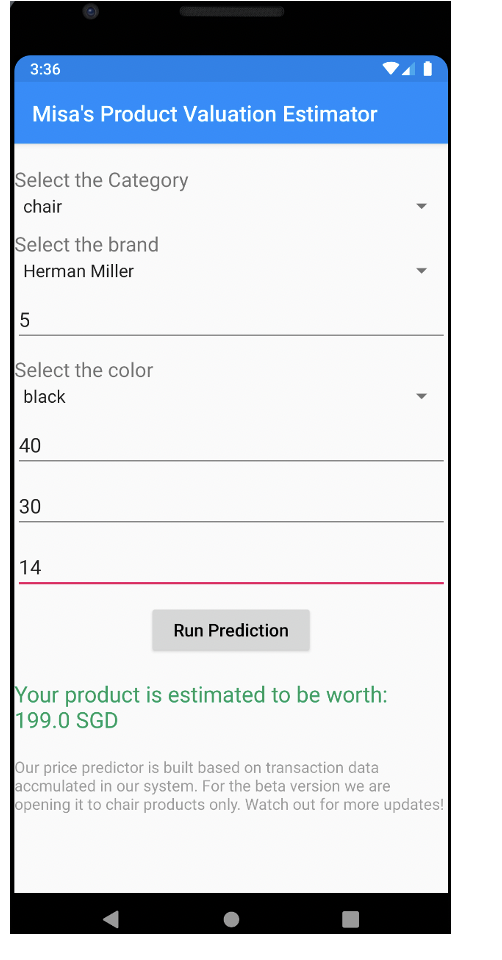 3:36
Misa's Product Valuation Estimator
Select the Category
chair
Select the brand
Herman Miller
5
Select the color
black
40
30
14
Run Prediction
Your product is estimated to be worth:
199.0 SGD
Our price predictor is built based on transaction data
accmulated in our system. For the beta version we are
opening it to chair products only. Watch out for more updates!